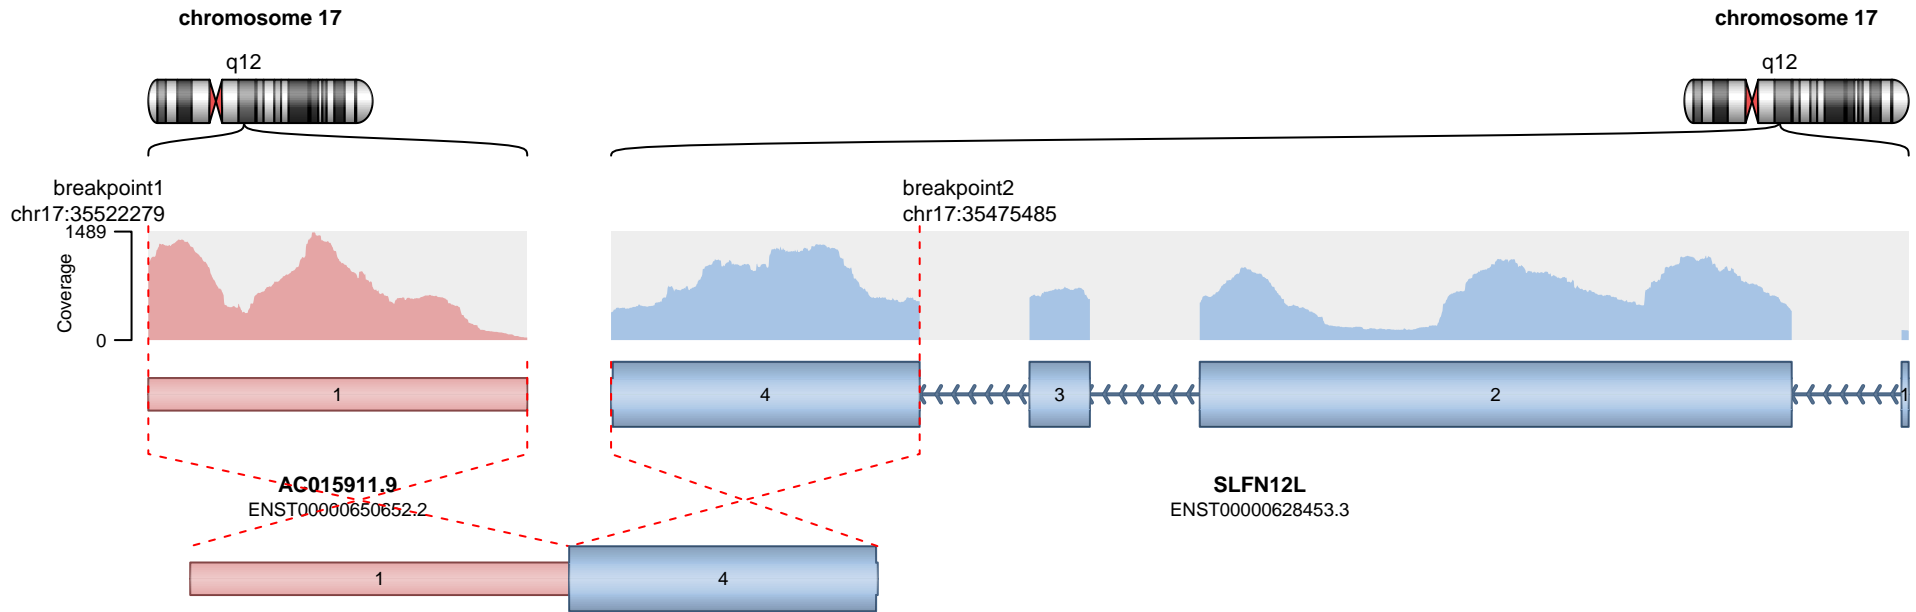 chromosome 17
chromosome 17
q12
q12
breakpoint1
chr17:35522279
breakpoint2
chr17:35475485
1489
Coverage
0
1
4
3
2
1
AC015911.9
ENST00000650652.2
SLFN12L
ENST00000628453.3
1
4